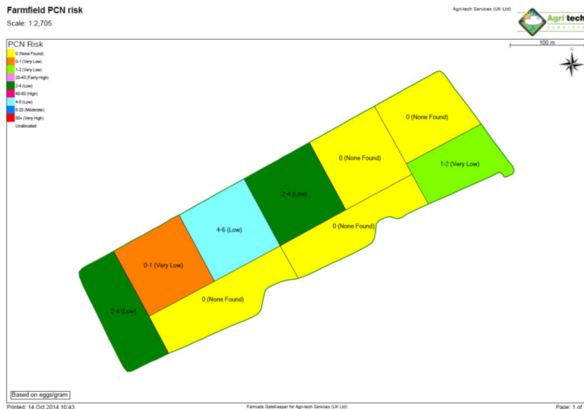 Farmfield PCN risk
Scale: 1:2,705
Agri-tech Services (UK Ltd)
Agri tech
SERVICES
100 m
PCN Risk
0 (None Found)
0-1 (Very Low)
1-2 (Very Low)
20-40 (Fairly High)
2-4 (Low)
40-60 (High)
4-6 (Low)
6-20 (Moderate)
60+ (Very High)
Unallocated
0 (None Found)
0 (None Found)
1-2 (Very Low)
2-4 (Low)
0 (None Found)
4-6 (Low)
0-1 (Very Low)
0 (None Found)
2-4 (Low)
Based on eggs/gram
Printed: 14 Oct 2014 10:43
Farmade Gatekeeper for Agri-tech Services (UK Ltd)
Page: 1 of